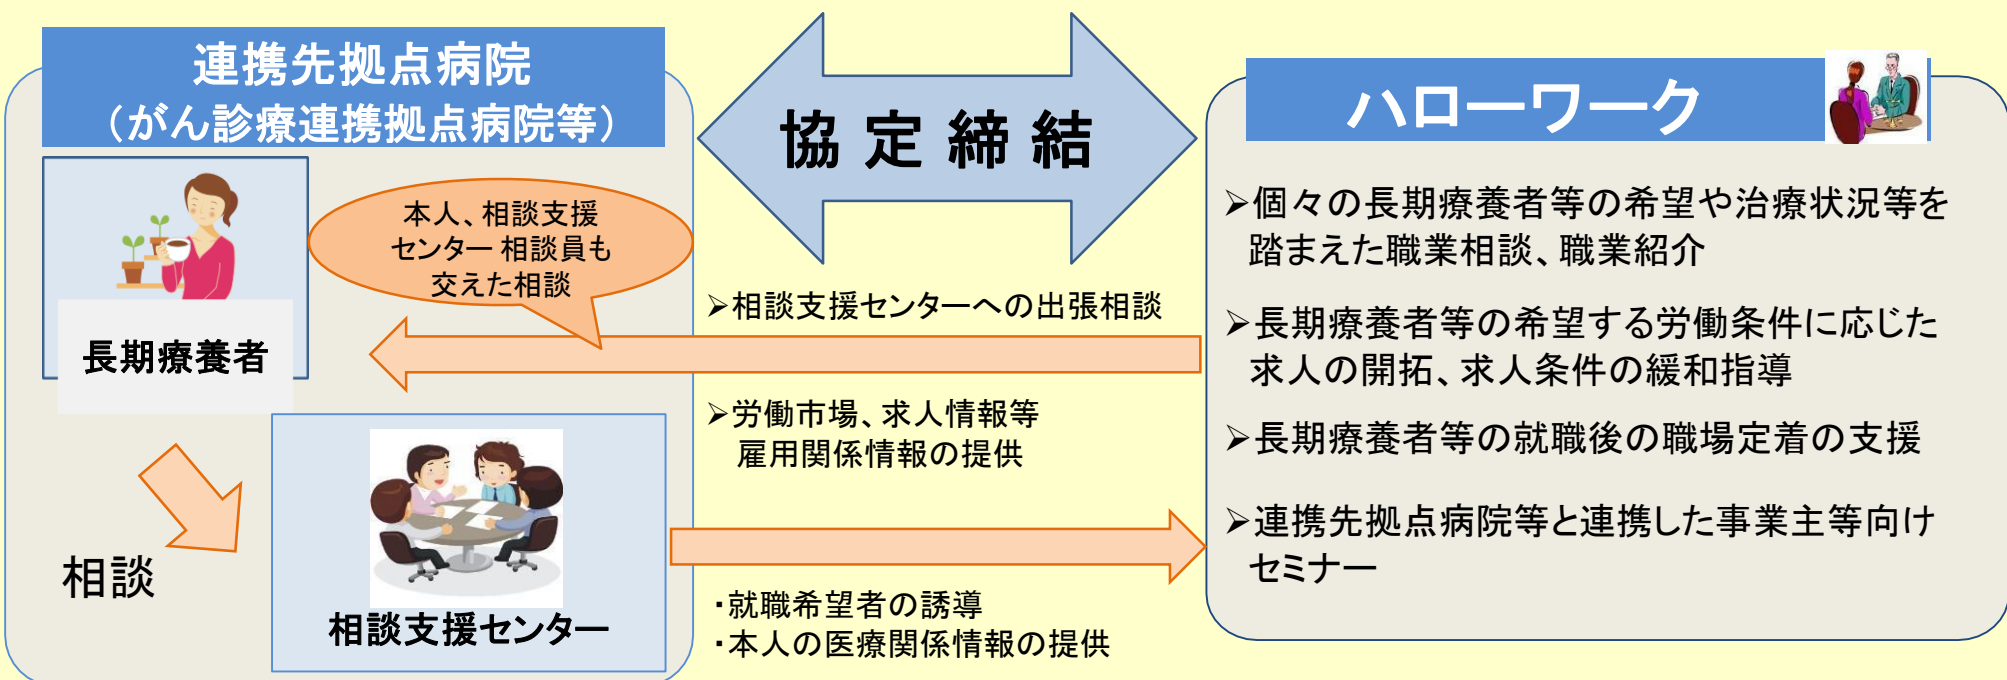 連携先拠点病院
（がん診療連携拠点病院等）
長期療養者
本人、相談支援
センター 相談員も
交えた相談
相談
相談支援センター
協定締結
➢相談支援センターへの出張相談
➢労働市場、求人情報等
雇用関係情報の提供
・就職希望者の誘導
・本人の医療関係情報の提供
ハローワーク
➢個々の長期療養者等の希望や治療状況等を
踏まえた職業相談、職業紹介
➢長期療養者等の希望する労働条件に応じた
求人の開拓、求人条件の緩和指導
➢長期療養者等の就職後の職場定着の支援
➢連携先拠点病院等と連携した事業主等向け
セミナー